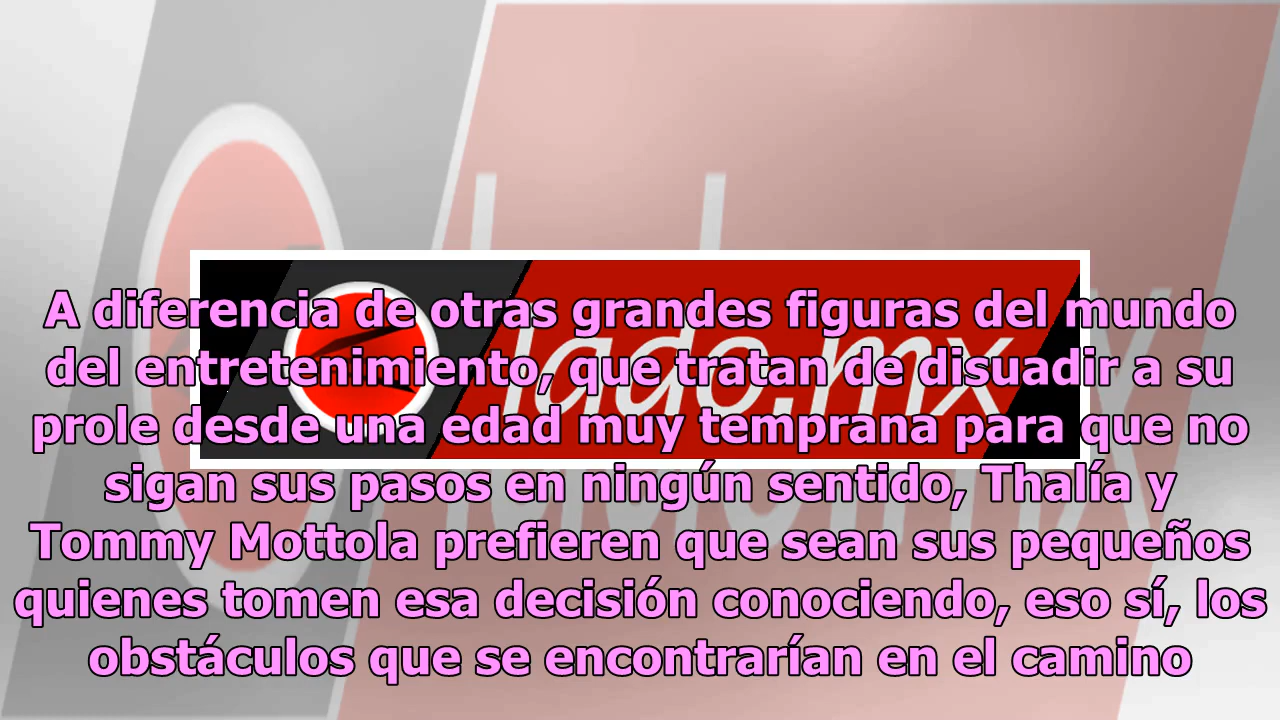 A diferencia de otras grandes figuras del mundo
del entretenimiento, que tratan de disuadir a su
prole desde una edad muy temprana para que no
sigan sus pasos en ningún sentido, Thalía y
Tommy Mottola prefieren que sean sus pequeños
quienes tomen esa decisión conociendo, eso sí, los
obstáculos que se encontrarían en el camino
lado.mx